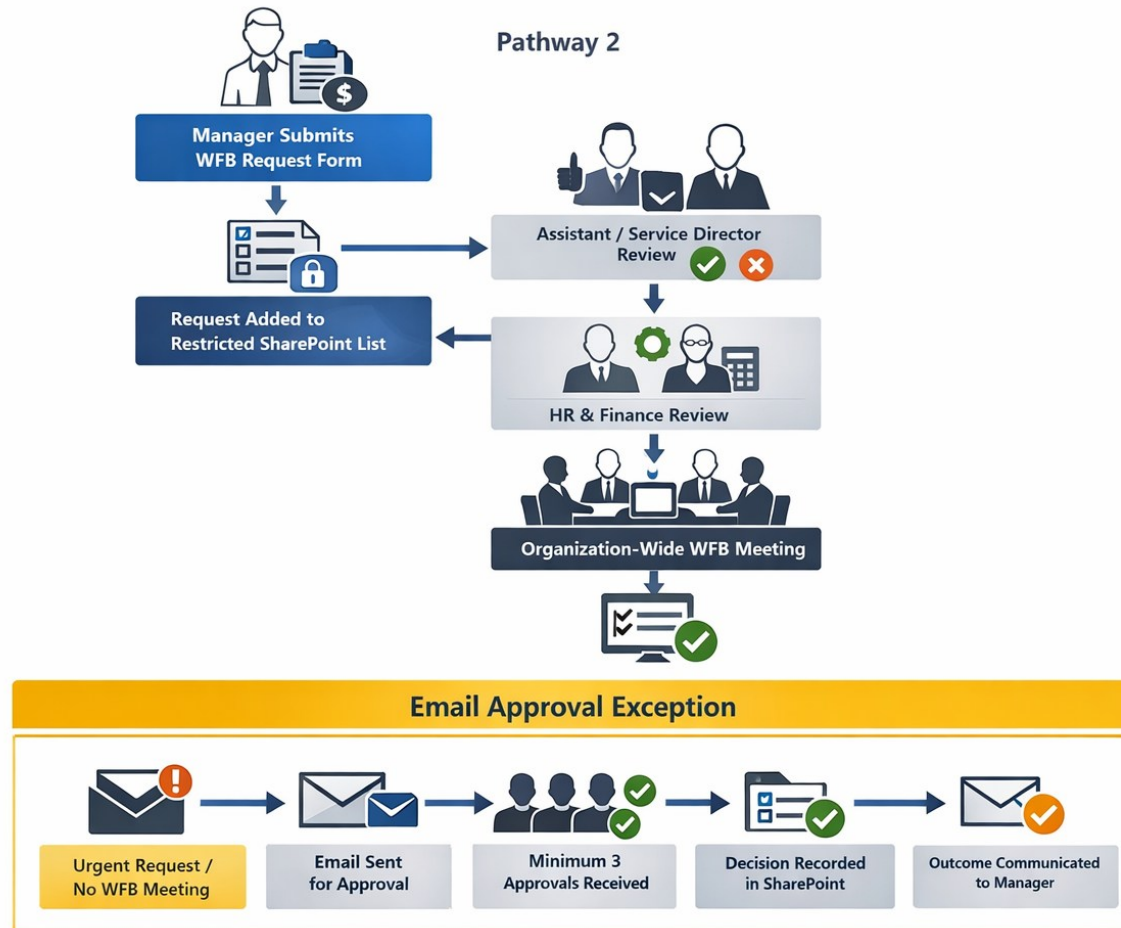 Pathway 2
$
Manager Submits
WFB Request Form
Assistant / Service Director
Review
Request Added to
Restricted SharePoint List
HR & Finance Review
Organization-Wide WFB Meeting
Email Approval Exception
!
Urgent Request /
No WFB Meeting
Email Sent
for Approval
Minimum 3
Approvals Received
Decision Recorded
in SharePoint
Outcome Communicated
to Manager